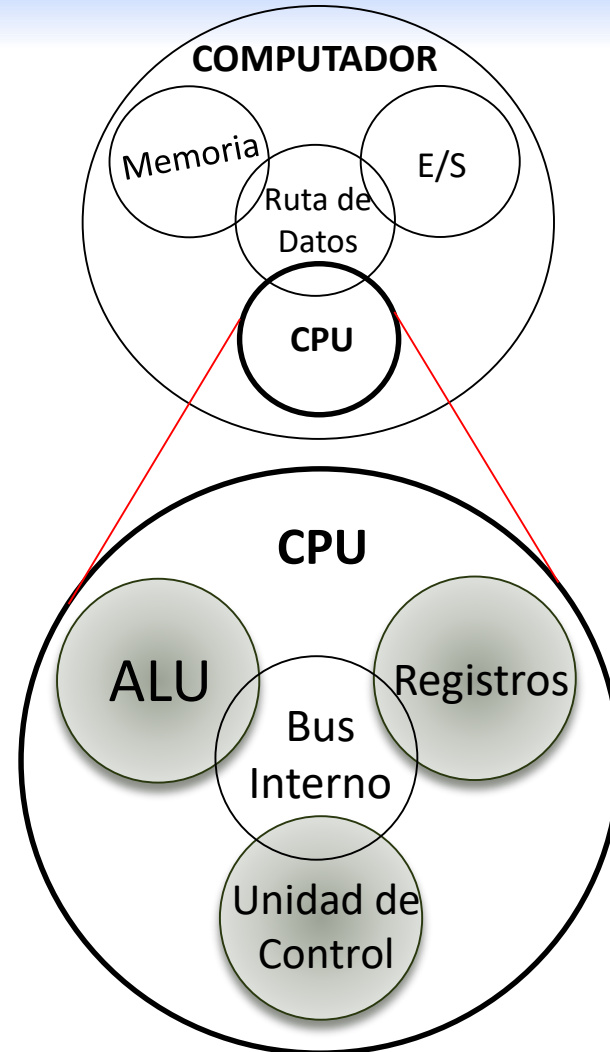 COMPUTADOR
Memoria
E/S
Ruta de
Datos
CPU
CPU
ALU
Registros
Bus
Interno
Unidad de
Control